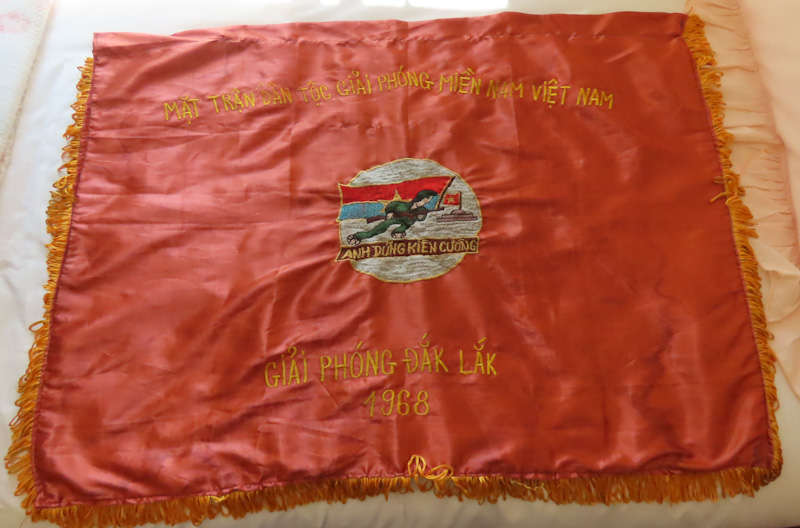 MẶT TRẬN DÂN TỘC GIẢI PHÓNG MIỀN NAM VIỆT NAM
ANH DŨNG KIÊN CƯỜNG
GIẢI PHÓNG ĐẮK LẮK
1968